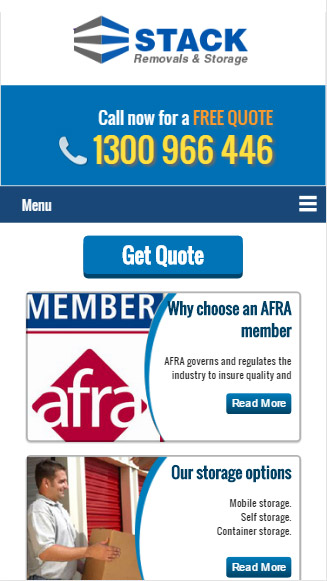 STACK
Removals & Storage
Call now for a FREE QUOTE
1300 966 446
Menu
Get Quote
MEMBER
afra
Why choose an AFRA
member
AFRA governs and regulates the
industry to insure quality and
Read More
Our storage options
Mobile storage.
Self storage.
Container storage.
Read More